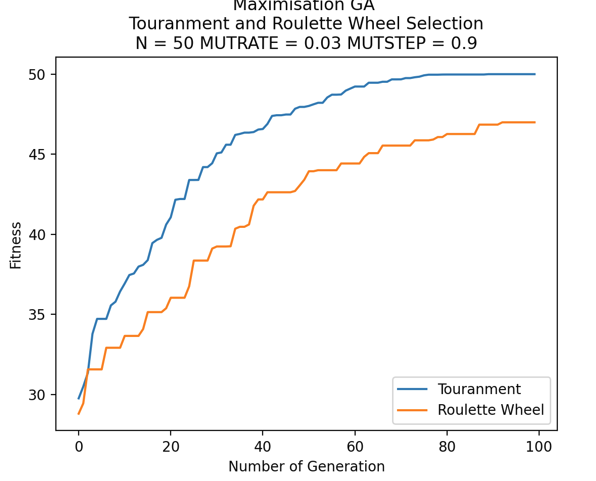 Maximisation GA
Touranment and Roulette Wheel Selection
N = 50 MUTRATE = 0.03 MUTSTEP = 0.9
50
45
40
35
30
Fitness
Touranment
Roulette Wheel
0 20 40 60 80 100
Number of Generation